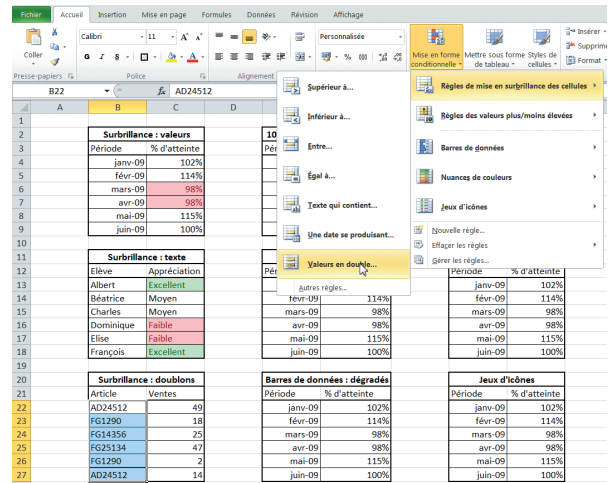 Fichier Accueil Insertion Mise en page Formules Données Révision Affichage
Calibri 11 A A Personnalisée Insérer
Coller G I S A % 000 Mise en forme conditionnelle Mettre sous forme de tableau Styles de cellules Supprime Format
Presse-papiers Police Alignement
B22 fx AD24512
A B C D
Supérieur à...
Inférieur à...
Entre...
Égal à...
Texte qui contient...
Une date se produisant...
Valeurs en double...
Autres règles...
Règles de mise en surbrillance des cellules
Règles des valeurs plus/moins élevées
Barres de données
Nuances de couleurs
Jeux d'icônes
Nouvelle règle...
Effacer les règles
Gérer les règles...
1
2 Surbrillance : valeurs 10
3 Période % d'atteinte Pér
4 janv-09 102%
5 févr-09 114%
6 mars-09 98%
7 avr-09 98%
8 mai-09 115%
9 juin-09 100%
10
11 Surbrillance : texte
12 Elève Appréciation Pér Période % d'atteinte
13 Albert Excellent janv-09 102%
14 Béatrice Moyen févr-09 114% févr-09 114%
15 Charles Moyen mars-09 98% mars-09 98%
16 Dominique Faible avr-09 98% avr-09 98%
17 Elise Faible mai-09 115% mai-09 115%
18 François Excellent juin-09 100% juin-09 100%
19
20 Surbrillance : doublons Barres de données : dégradés Jeux d'icônes
21 Article Ventes Période % d'atteinte Période % d'atteinte
22 AD24512 49 janv-09 102% janv-09 102%
23 FG1290 18 févr-09 114% févr-09 114%
24 FG14356 25 mars-09 98% mars-09 98%
25 FG25134 47 avr-09 98% avr-09 98%
26 FG1290 2 mai-09 115% mai-09 115%
27 AD24512 14 juin-09 100% juin-09 100%